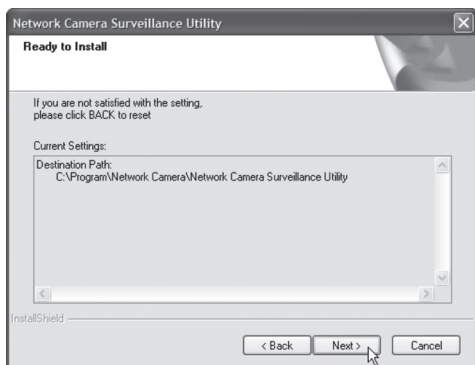 Network Camera Surveillance Utility
Ready to Install
If you are not satisfied with the setting,
please click BACK to reset
Current Settings:
Destination Path:
C:\Program\Network Camera\Network Camera Surveillance Utility
InstallShield
< Back
Next >
Cancel